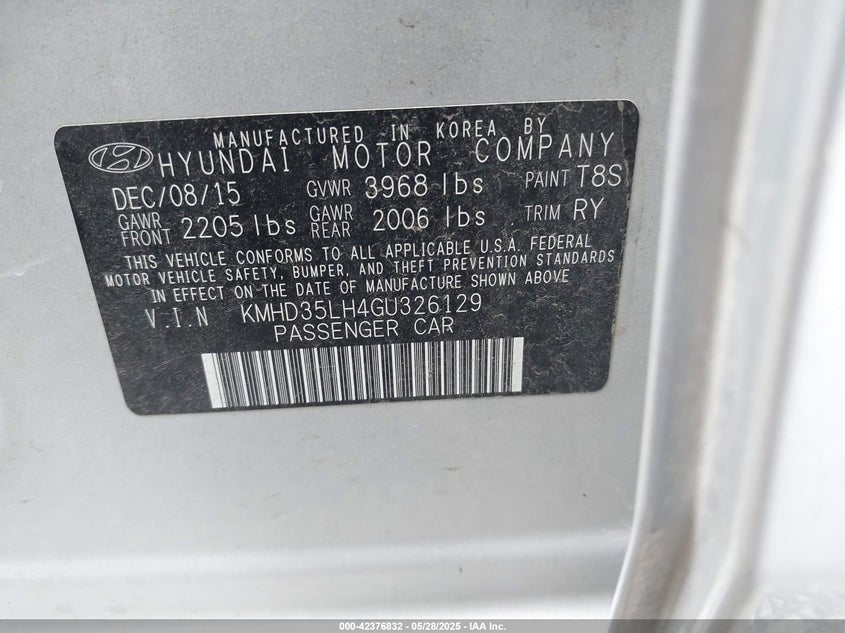 MANUFACTURED IN KOREA BY
HYUNDAI MOTOR COMPANY
DEC/08/15 GVWR 3968 lbs PAINT T8S
GAWR FRONT 2205 lbs GAWR REAR 2006 lbs TRIM RY
THIS VEHICLE CONFORMS TO ALL APPLICABLE U.S.A. FEDERAL
MOTOR VEHICLE SAFETY, BUMPER, AND THEFT PREVENTION STANDARDS
IN EFFECT ON THE DATE OF MANUFACTURE SHOWN ABOVE
V.I.N KMHD35LH4GU326129
PASSENGER CAR
000-42376832 - 05/28/2025 - IAA Inc.